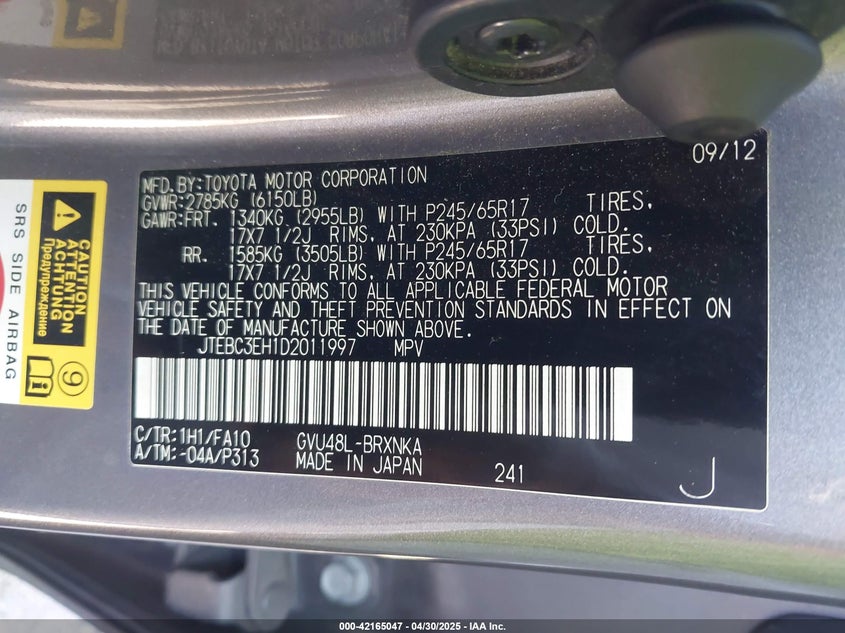 09/12
MFD.BY:TOYOTA MOTOR CORPORATION
GVWR:2785KG (6150LB)
GAWR:FRT. 1340KG (2955LB) WITH P245/65R17 TIRES,
17X7 1/2J RIMS, AT 230KPA (33PSI) COLD.
RR. 1585KG (3505LB) WITH P245/65R17 TIRES,
17X7 1/2J RIMS, AT 230KPA (33PSI) COLD.
THIS VEHICLE CONFORMS TO ALL APPLICABLE FEDERAL MOTOR
VEHICLE SAFETY AND THEFT PREVENTION STANDARDS IN EFFECT ON
THE DATE OF MANUFACTURE SHOWN ABOVE.
JTEBC3EH1D2011997 MPV
C/TR:1H1/FA10 GVU48L-BRXNKA
A/TM:-04A/P313 MADE IN JAPAN 241
J
SRS SIDE AIRBAG
CAUTION
ATTENTION
ACHTUNG
Предупреждение
9
000-42165047 - 04/30/2025 - IAA Inc.